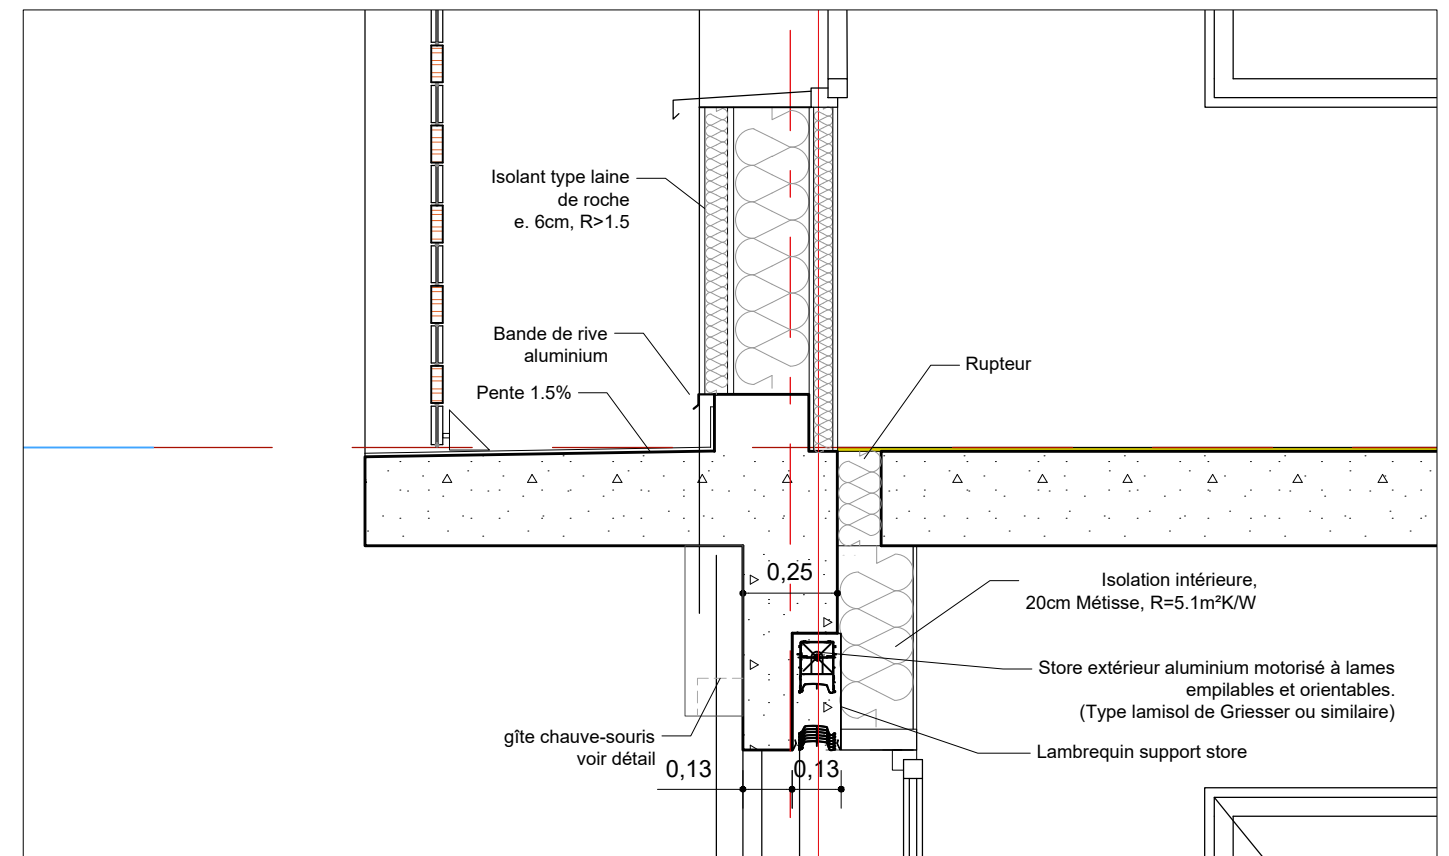 Isolant type laine
de roche
e. 6cm, R>1.5
Bande de rive
aluminium
Pente 1.5%
Rupteur
0,25
Isolation intérieure,
20cm Métisse, R=5.1m²K/W
Store extérieur aluminium motorisé à lames
empilables et orientables.
(Type lamisol de Griesser ou similaire)
gîte chauve-souris
voir détail
Lambrequin support store
0,13
0,13